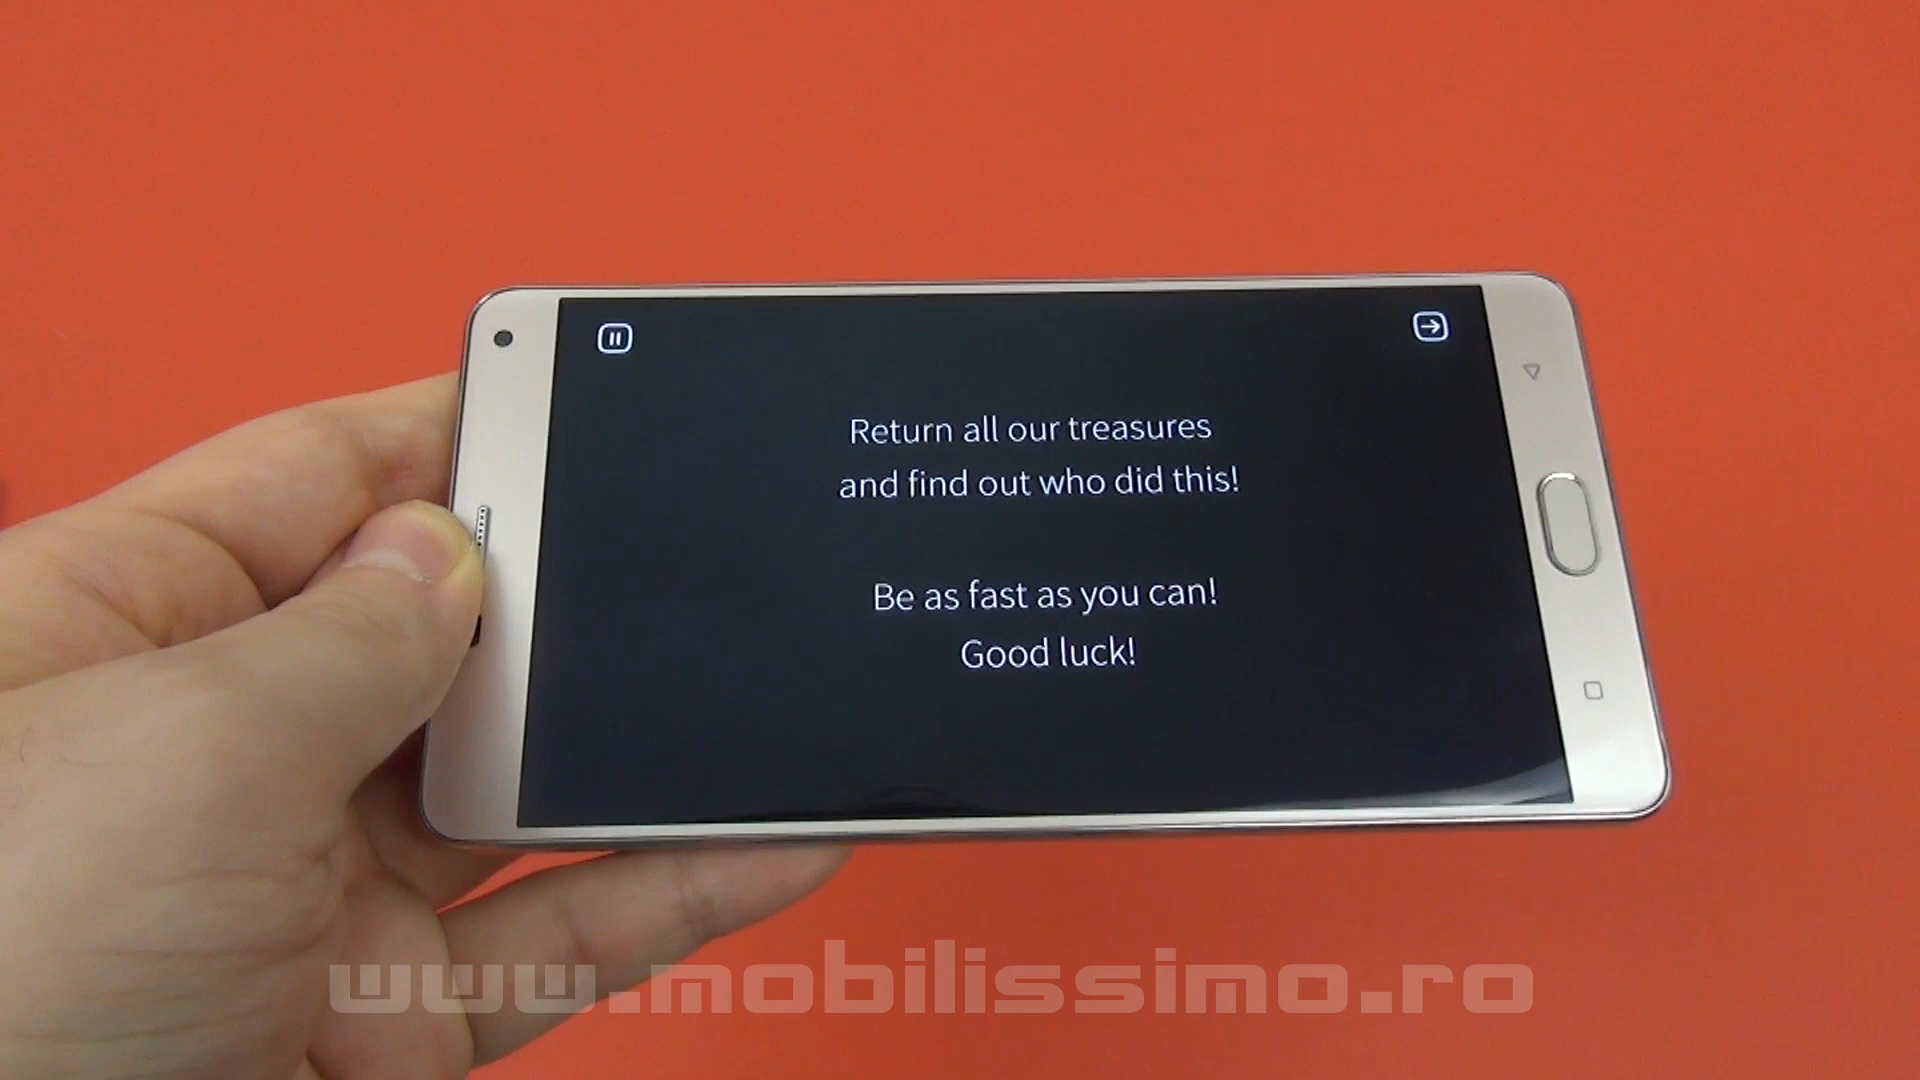 Return all our treasures
and find out who did this!
Be as fast as you can!
Good luck!
www.mobilissimo.ro